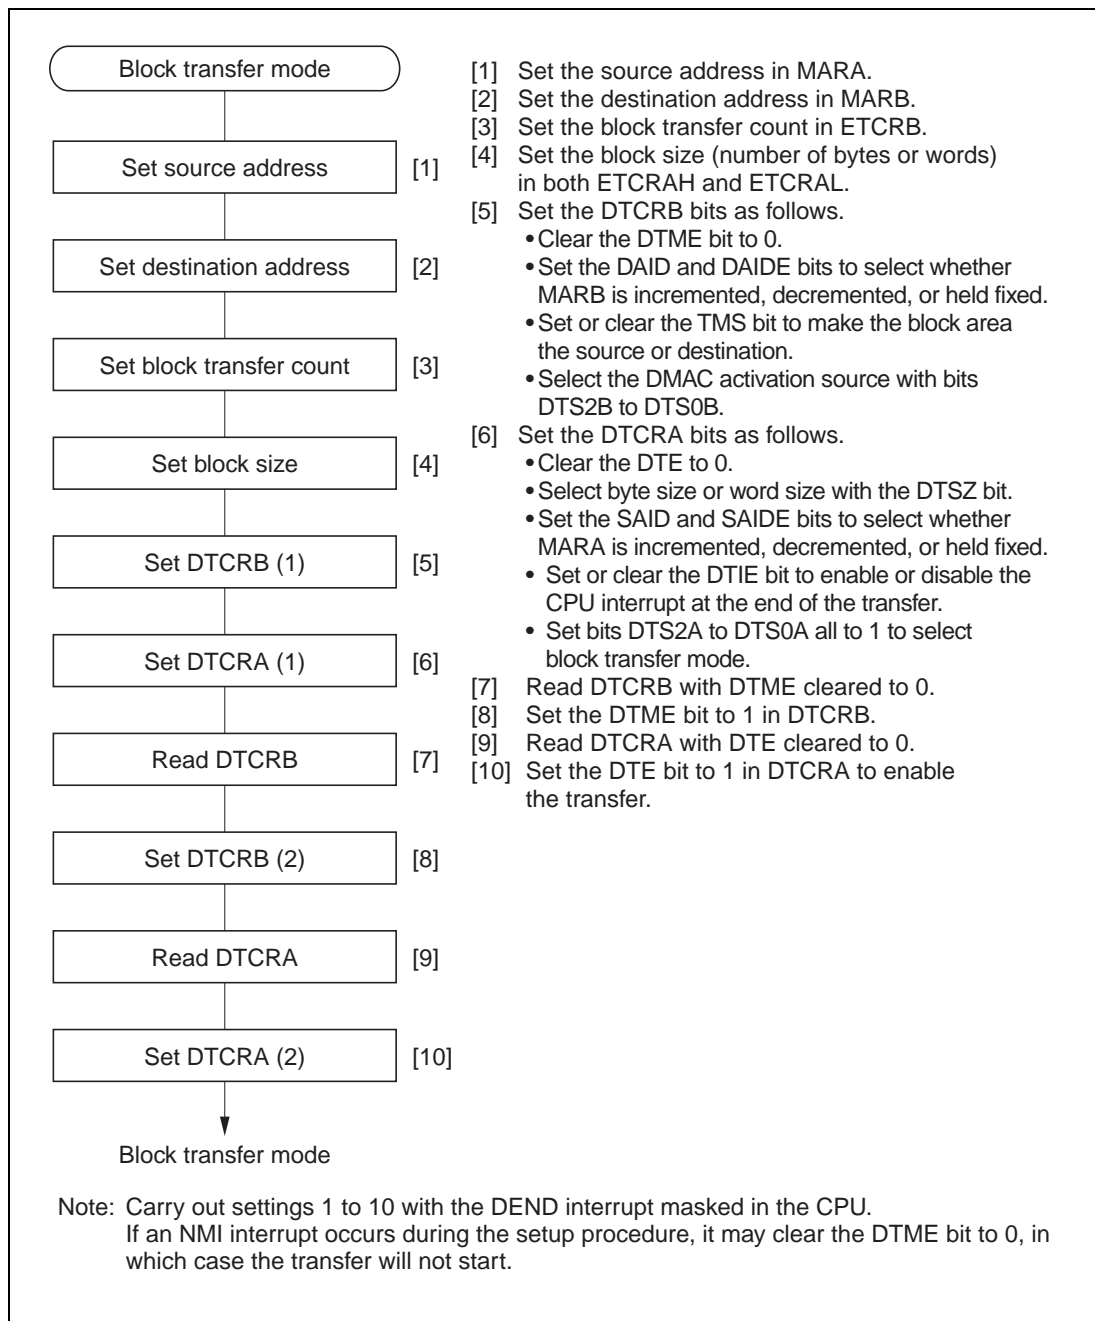 Block transfer mode
Set source address [1]
Set destination address [2]
Set block transfer count [3]
Set block size [4]
Set DTCRB (1) [5]
Set DTCRA (1) [6]
Read DTCRB [7]
Set DTCRB (2) [8]
Read DTCRA [9]
Set DTCRA (2) [10]
Block transfer mode
[1] Set the source address in MARA.
[2] Set the destination address in MARB.
[3] Set the block transfer count in ETCRB.
[4] Set the block size (number of bytes or words)
in both ETCRAH and ETCRAL.
[5] Set the DTCRB bits as follows.
• Clear the DTME bit to 0.
• Set the DAID and DAIDE bits to select whether
MARB is incremented, decremented, or held fixed.
• Set or clear the TMS bit to make the block area
the source or destination.
• Select the DMAC activation source with bits
DTS2B to DTS0B.
[6] Set the DTCRA bits as follows.
• Clear the DTE to 0.
• Select byte size or word size with the DTSZ bit.
• Set the SAID and SAIDE bits to select whether
MARA is incremented, decremented, or held fixed.
• Set or clear the DTIE bit to enable or disable the
CPU interrupt at the end of the transfer.
• Set bits DTS2A to DTS0A all to 1 to select
block transfer mode.
[7] Read DTCRB with DTME cleared to 0.
[8] Set the DTME bit to 1 in DTCRB.
[9] Read DTCRA with DTE cleared to 0.
[10] Set the DTE bit to 1 in DTCRA to enable
the transfer.
Note: Carry out settings 1 to 10 with the DEND interrupt masked in the CPU.
If an NMI interrupt occurs during the setup procedure, it may clear the DTME bit to 0, in
which case the transfer will not start.